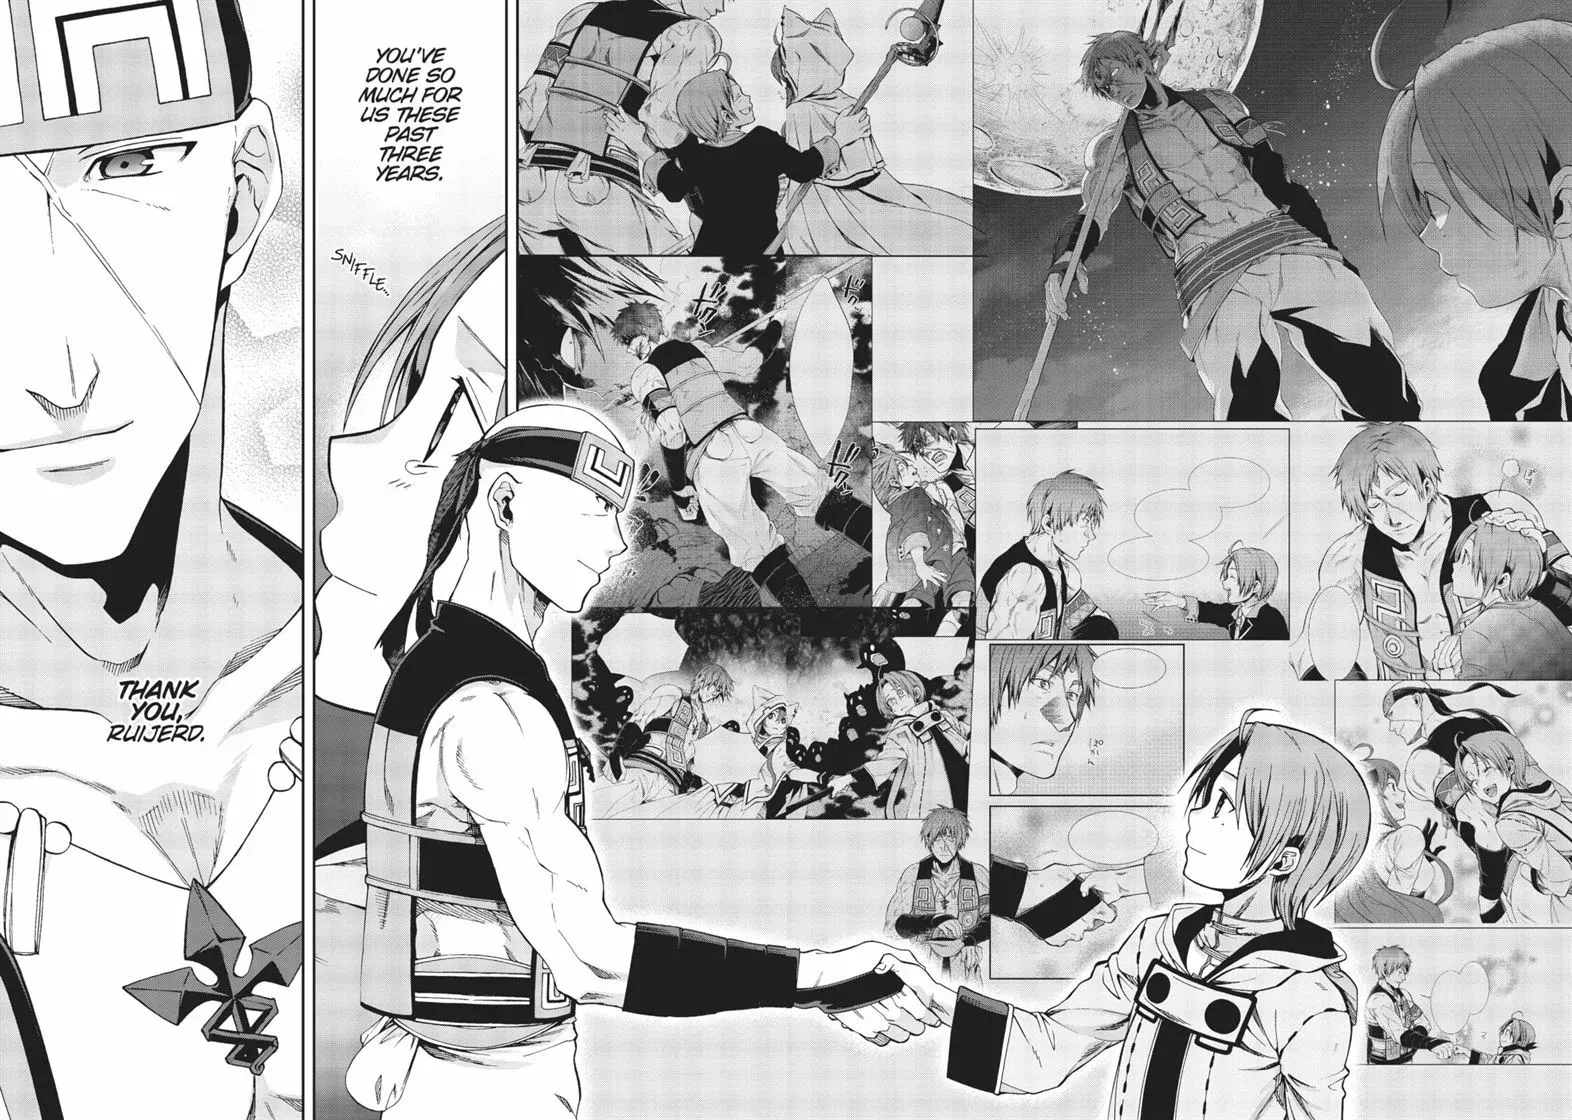 YOU'VE
DONE SO
MUCH FOR
US THESE
PAST
THREE
YEARS.
SNIFFLE...
THANK
YOU,
RUIJERD.